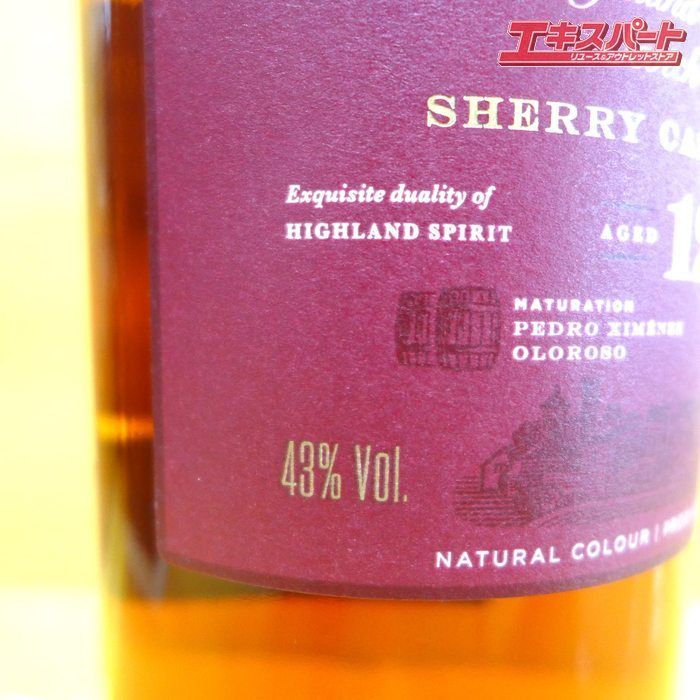 エキスパート
リユース&アウトレットストア
SHERRY
Exquisite duality of
HIGHLAND SPIRIT
AGED
MATURATION
PEDRO XIMÉNEZ
OLOROSO
43% Vol.
NATURAL COLOUR |